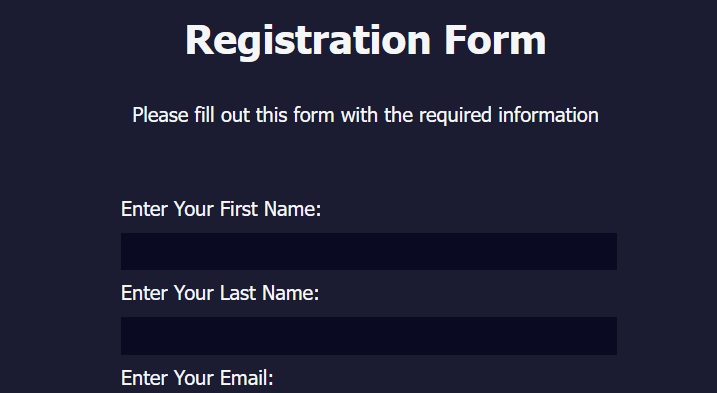 Registration Form
Please fill out this form with the required information
Enter Your First Name:
Enter Your Last Name:
Enter Your Email: